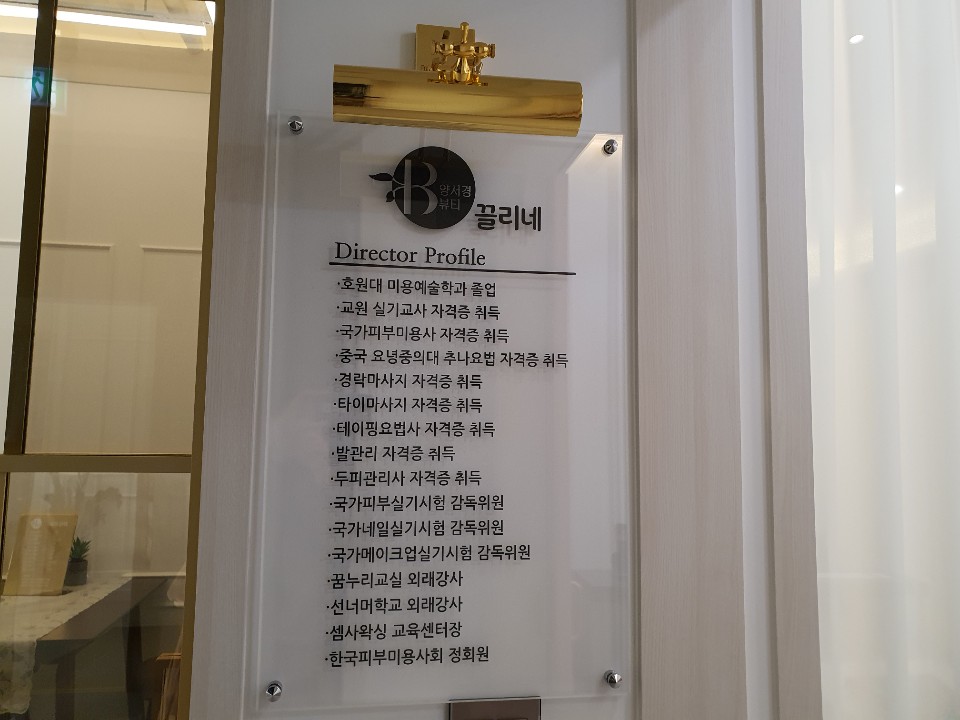 B
양서경
뷰티
끌리네
Director Profile
·호원대 미용예술학과 졸업
·교원 실기교사 자격증 취득
·국가피부미용사 자격증 취득
·중국 요녕중의대 추나요법 자격증 취득
·경락마사지 자격증 취득
·타이마사지 자격증 취득
·테이핑요법사 자격증 취득
·발관리 자격증 취득
·두피관리사 자격증 취득
·국가피부실기시험 감독위원
·국가네일실기시험 감독위원
·국가메이크업실기시험 감독위원
·꿈누리교실 외래강사
·선너머학교 외래강사
·셈사왁싱 교육센터장
·한국피부미용사회 정회원